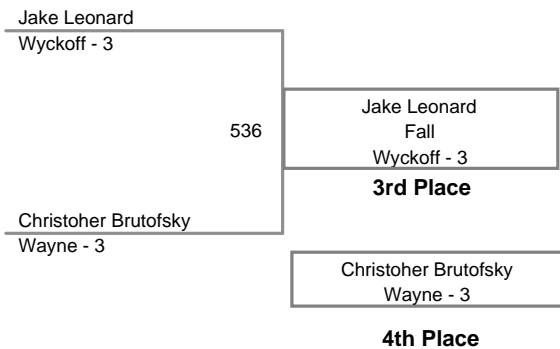 Jake Leonard
Wyckoff - 3
536
Jake Leonard
Fall
Wyckoff - 3
3rd Place
Christoher Brutofsky
Wayne - 3
Christoher Brutofsky
Wayne - 3
4th Place